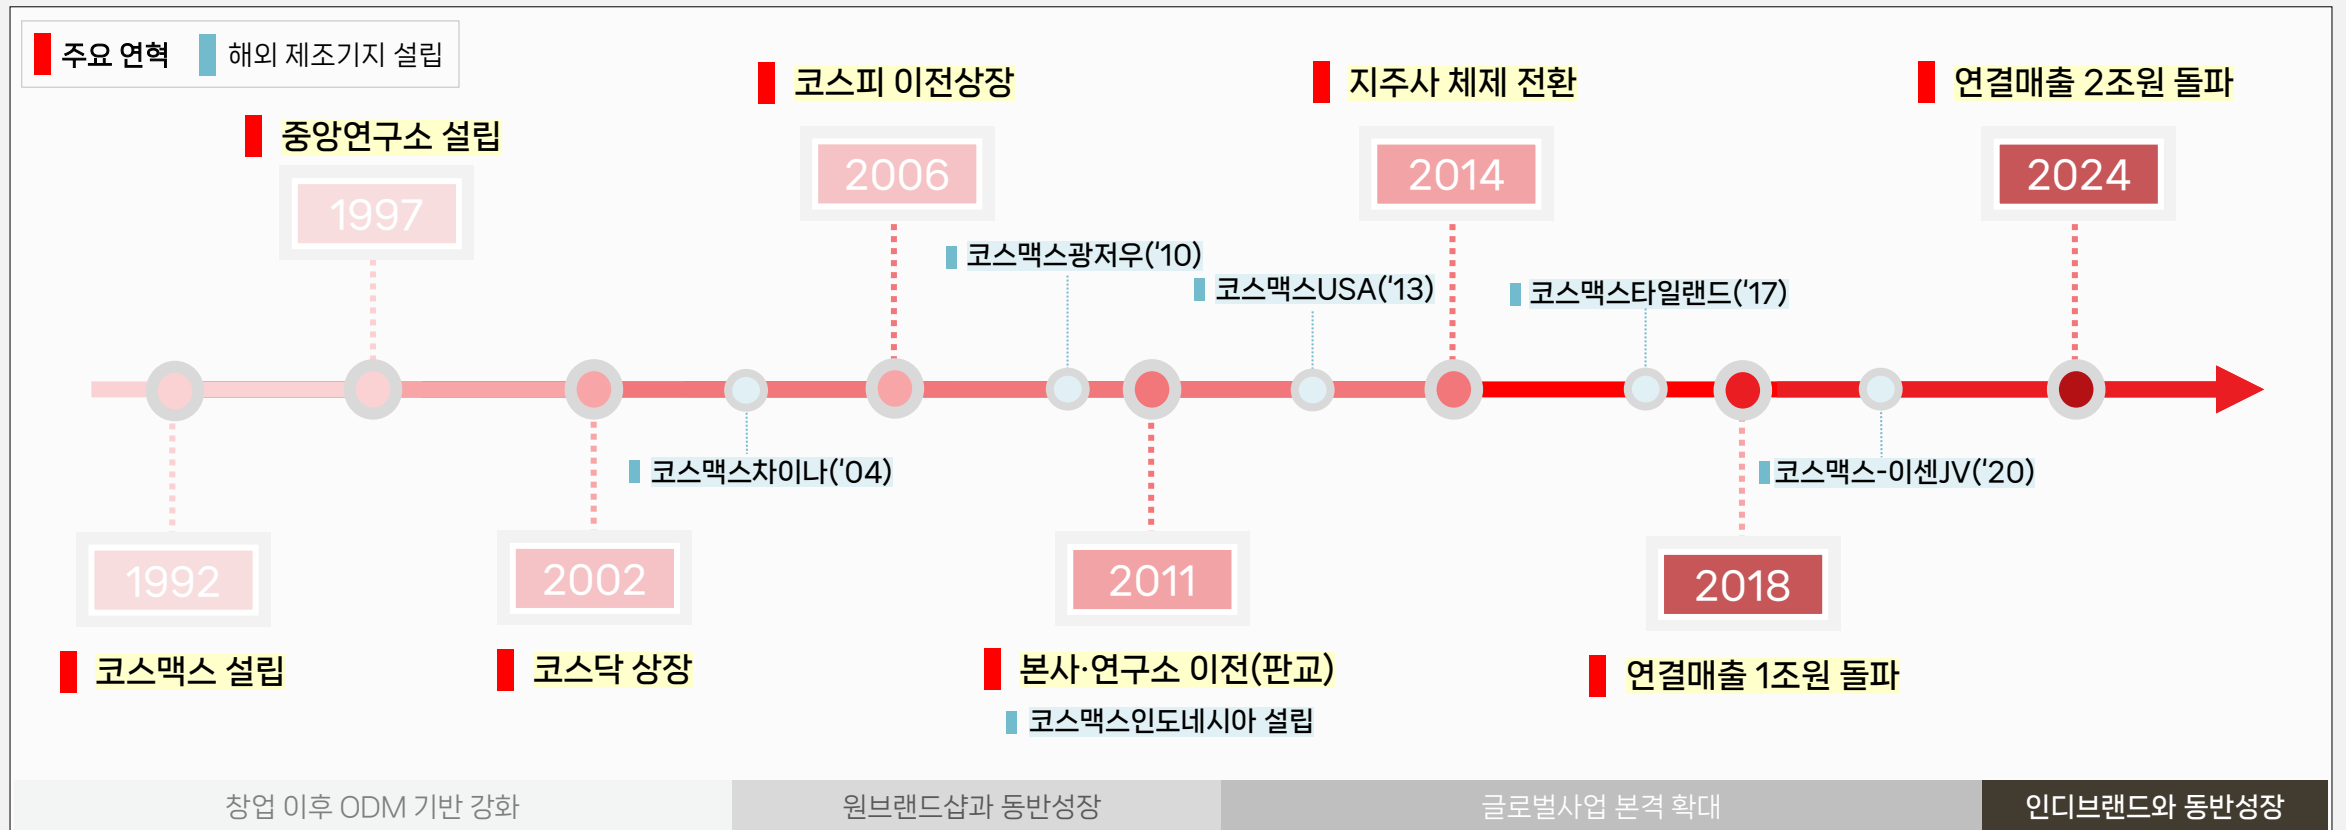 주요 연혁
해외 제조기지 설립
코스피 이전상장
지주사 체제 전환
연결매출 2조원 돌파
중앙연구소 설립
2006
2014
2024
1997
코스맥스광저우('10)
코스맥스USA('13)
코스맥스타일랜드('17)
코스맥스차이나('04)
코스맥스-이센JV('20)
1992
2002
2011
2018
코스맥스 설립
코스닥 상장
본사·연구소 이전(판교)
연결매출 1조원 돌파
코스맥스인도네시아 설립
창업 이후 ODM 기반 강화
원브랜드샵과 동반성장
글로벌사업 본격 확대
인디브랜드와 동반성장